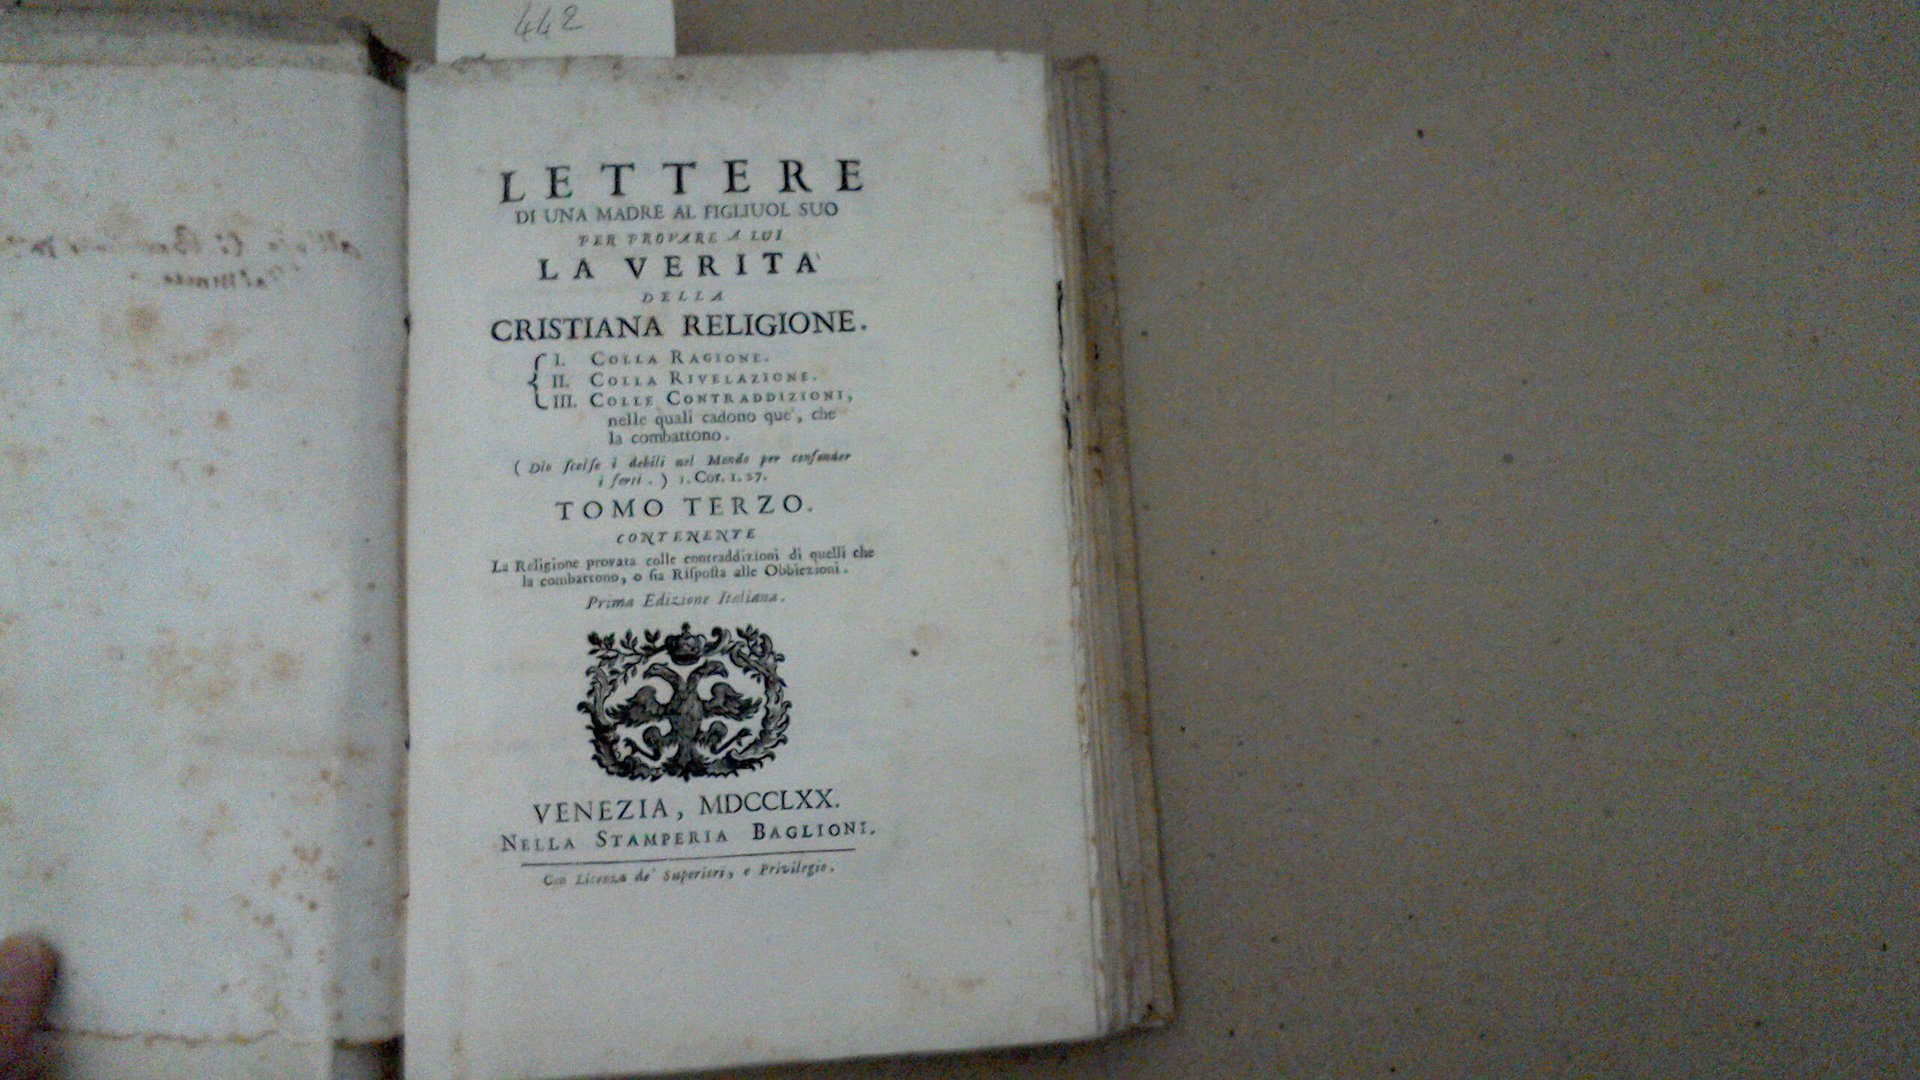 442
LETTERE
DI UNA MADRE AL FIGLIUOL SUO
PER PROVARE A LUI
LA VERITA'
DELLA
CRISTIANA RELIGIONE.
I. COLLA RAGIONE.
II. COLLA RIVELAZIONE.
III. COLLE CONTRADDIZIONI,
nelle quali cadono que', che
la combattono.
( Dio ſcelſe i debili nel Mondo per confonder
i forti. ) 1. Cor. 1. 27.
TOMO TERZO.
CONTENENTE
La Religione provata colle contraddizioni di quelli che
la combattono, o ſia Riſpoſta alle Obbiezioni.
Prima Edizione Italiana.
VENEZIA, MDCCLXX.
NELLA STAMPERIA BAGLIONI.
Con Licenza de' Superiori, e Privilegio.